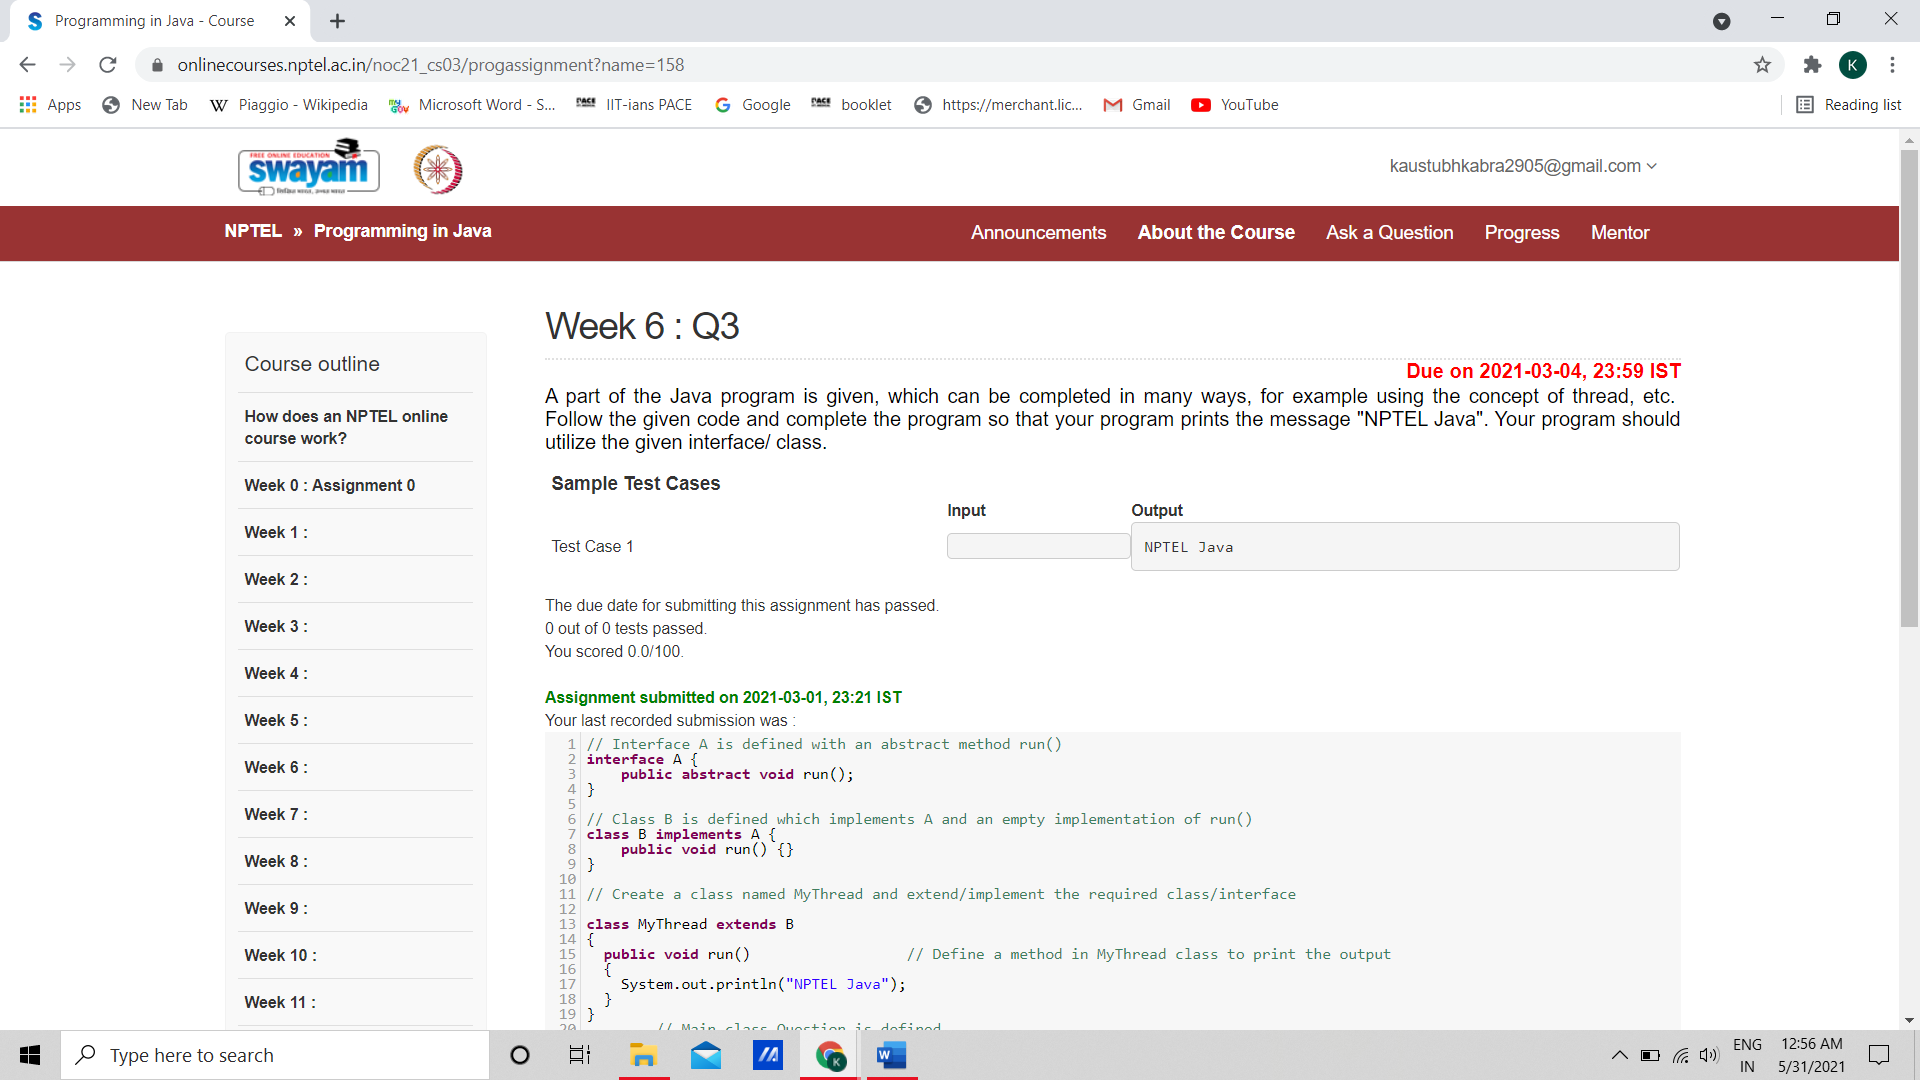 Programming in Java - Course
onlinecourses.nptel.ac.in/noc21_cs03/progassignment?name=158
K
Apps New Tab W Piaggio - Wikipedia Microsoft Word - S... PACE IIT-ians PACE Google PACE booklet https://merchant.lic... Gmail YouTube Reading list
FREE ONLINE EDUCATION
swayam
kaustubhkabra2905@gmail.com
NPTEL » Programming in Java
Announcements About the Course Ask a Question Progress Mentor
Course outline
How does an NPTEL online
course work?
Week 0 : Assignment 0
Week 1 :
Week 2 :
Week 3 :
Week 4 :
Week 5 :
Week 6 :
Week 7 :
Week 8 :
Week 9 :
Week 10 :
Week 11 :
Week 6 : Q3
Due on 2021-03-04, 23:59 IST
A part of the Java program is given, which can be completed in many ways, for example using the concept of thread, etc.
Follow the given code and complete the program so that your program prints the message "NPTEL Java". Your program should
utilize the given interface/ class.
Sample Test Cases
Input Output
Test Case 1 NPTEL Java
The due date for submitting this assignment has passed.
0 out of 0 tests passed.
You scored 0.0/100.
Assignment submitted on 2021-03-01, 23:21 IST
Your last recorded submission was :
1 // Interface A is defined with an abstract method run()
2 interface A {
3 public abstract void run();
4 }
5
6 // Class B is defined which implements A and an empty implementation of run()
7 class B implements A {
8 public void run() {}
9 }
10
11 // Create a class named MyThread and extend/implement the required class/interface
12
13 class MyThread extends B
14 {
15 public void run() // Define a method in MyThread class to print the output
16 {
17 System.out.println("NPTEL Java");
18 }
19 }
20 // Main class Question is defined
Type here to search
ENG
IN
12:56 AM
5/31/2021